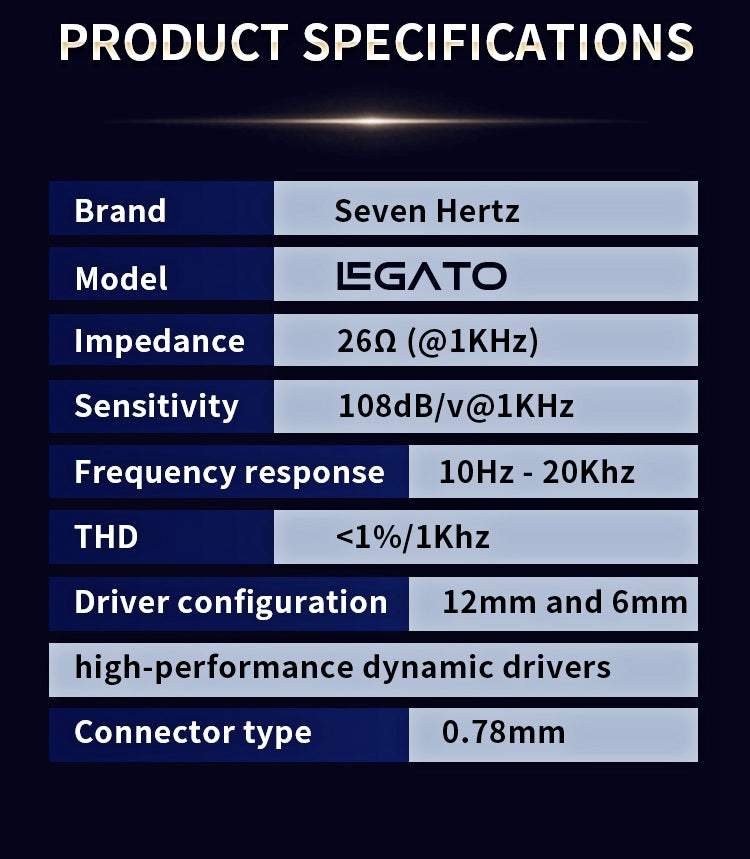 PRODUCT SPECIFICATIONS
Brand Seven Hertz
Model LEGATO
Impedance 26Ω (@1KHz)
Sensitivity 108dB/v@1KHz
Frequency response 10Hz - 20Khz
THD <1%/1Khz
Driver configuration 12mm and 6mm
high-performance dynamic drivers
Connector type 0.78mm